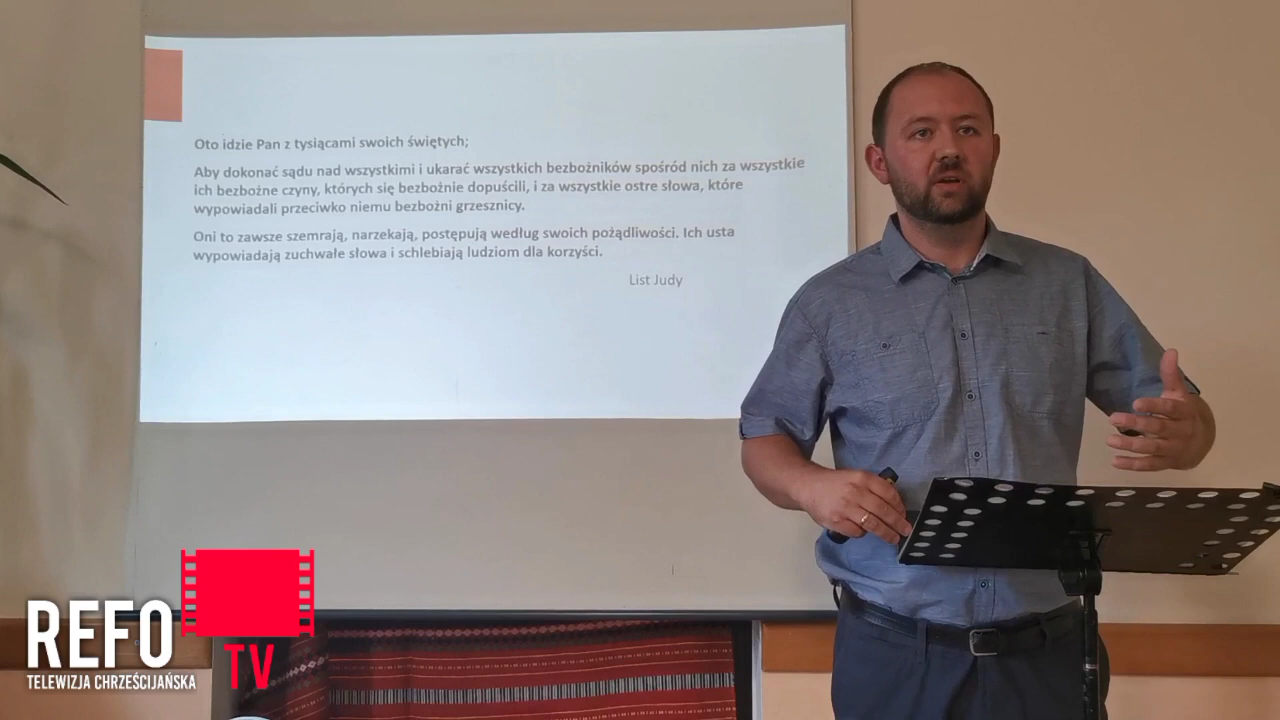 Oto idzie Pan z tysiącami swoich świętych;
Aby dokonać sądu nad wszystkimi i ukarać wszystkich bezbożników spośród nich za wszystkie
ich bezbożne czyny, których się bezbożnie dopuścili, i za wszystkie ostre słowa, które
wypowiadali przeciwko niemu bezbożni grzesznicy.
Oni to zawsze szemrają, narzekają, postępują według swoich pożądliwości. Ich usta
wypowiadają zuchwałe słowa i schlebiają ludziom dla korzyści.
List Judy
REFO
TV
TELEWIZJA CHRZEŚCIJAŃSKA